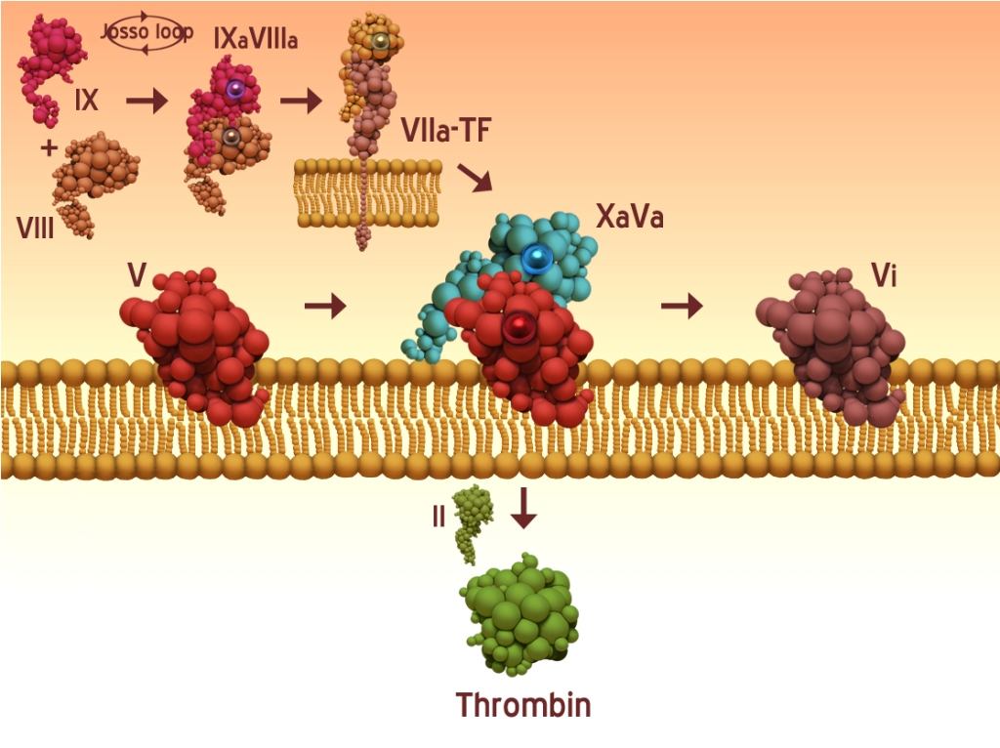 Josso loop
IXaVIIIa
IX
+
VIII
VIIa-TF
XaVa
V
Vi
II
Thrombin